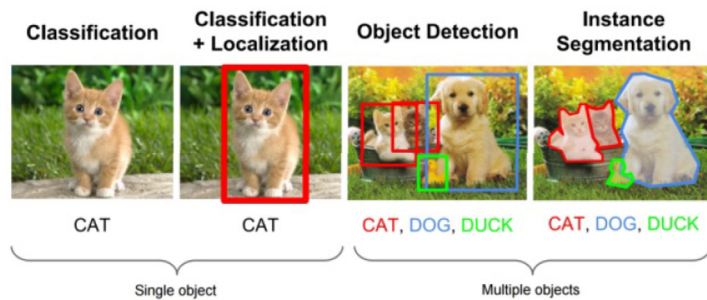 Classification
Classification
+ Localization
Object Detection
Instance
Segmentation
CAT
CAT
CAT, DOG, DUCK
CAT, DOG, DUCK
Single object
Multiple objects